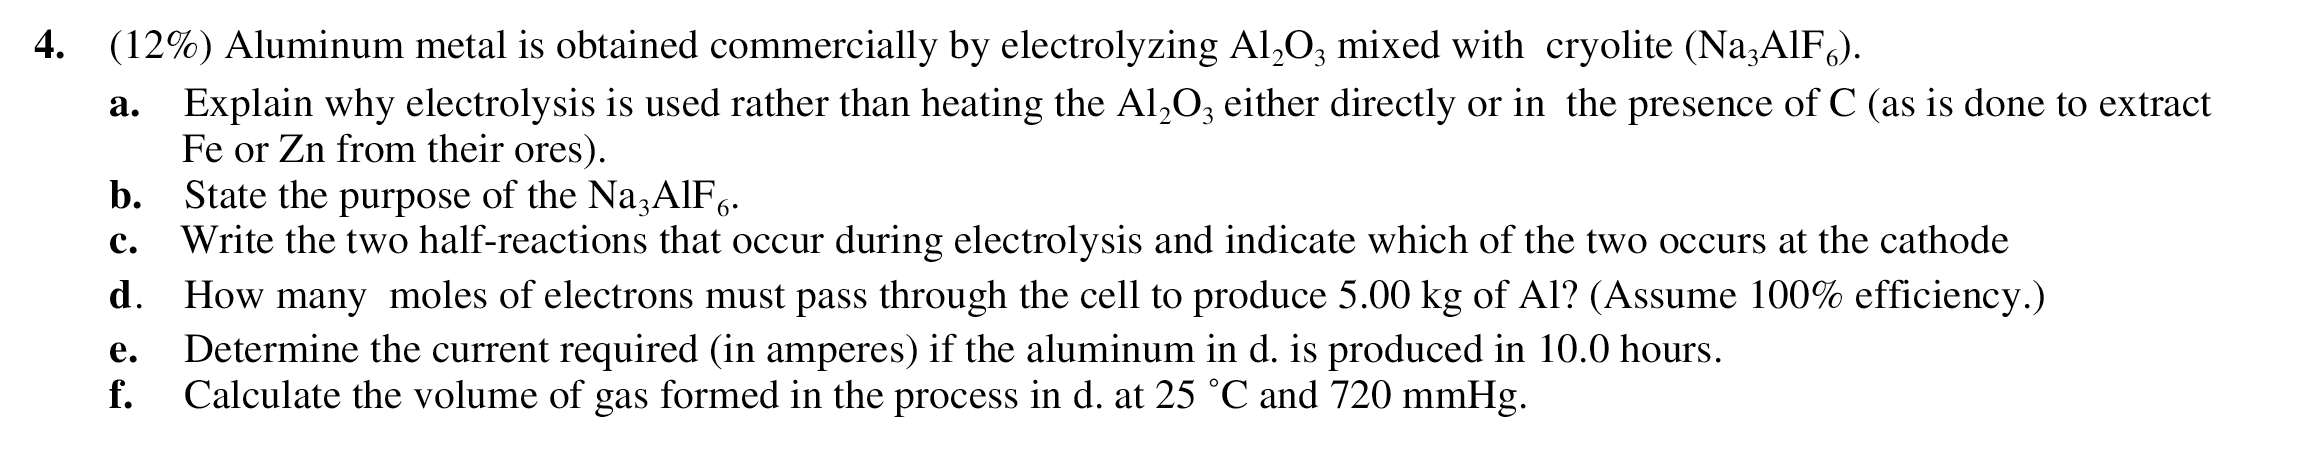 4. (12%) Aluminum metal is obtained commercially by electrolyzing Al₂O₃ mixed with cryolite (Na₃AlF₆).
a. Explain why electrolysis is used rather than heating the Al₂O₃ either directly or in the presence of C (as is done to extract
Fe or Zn from their ores).
b. State the purpose of the Na₃AlF₆.
c. Write the two half-reactions that occur during electrolysis and indicate which of the two occurs at the cathode
d. How many moles of electrons must pass through the cell to produce 5.00 kg of Al? (Assume 100% efficiency.)
e. Determine the current required (in amperes) if the aluminum in d. is produced in 10.0 hours.
f. Calculate the volume of gas formed in the process in d. at 25 ˚C and 720 mmHg.